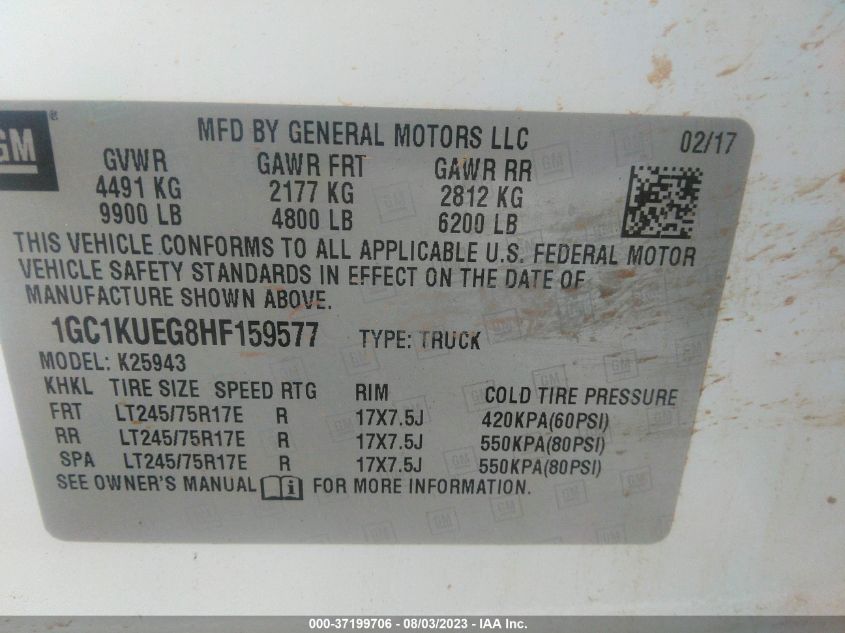 GM ®
MFD BY GENERAL MOTORS LLC 02/17
GVWR GAWR FRT GAWR RR
4491 KG 2177 KG 2812 KG
9900 LB 4800 LB 6200 LB
THIS VEHICLE CONFORMS TO ALL APPLICABLE U.S. FEDERAL MOTOR
VEHICLE SAFETY STANDARDS IN EFFECT ON THE DATE OF
MANUFACTURE SHOWN ABOVE.
1GC1KUEG8HF159577 TYPE: TRUCK
MODEL: K25943
KHKL TIRE SIZE SPEED RTG RIM COLD TIRE PRESSURE
FRT LT245/75R17E R 17X7.5J 420KPA(60PSI)
RR LT245/75R17E R 17X7.5J 550KPA(80PSI)
SPA LT245/75R17E R 17X7.5J 550KPA(80PSI)
SEE OWNER'S MANUAL FOR MORE INFORMATION.
000-37199706 - 08/03/2023 - IAA Inc.